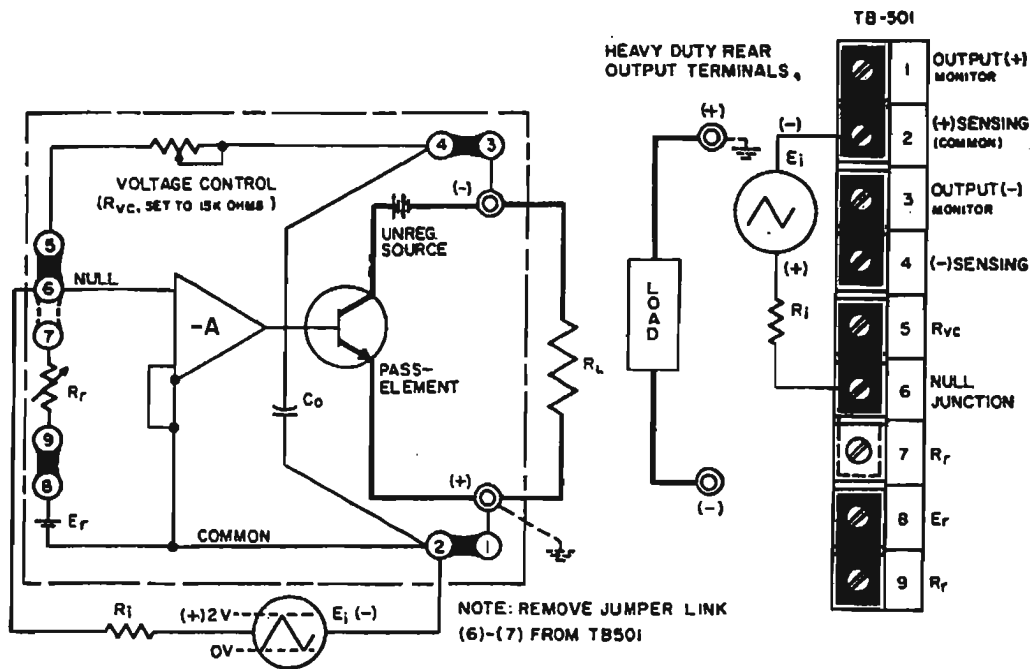 TB-501
HEAVY DUTY REAR
OUTPUT TERMINALS.
1 OUTPUT (+)
MONITOR
2 (+) SENSING
(COMMON)
3 OUTPUT (-)
MONITOR
4 (-) SENSING
5 Rvc
6 NULL
JUNCTION
7 Rr
8 Er
9 Rr
(+)
(-)
Ei
(+)
Ri
LOAD
(-)
4 3
VOLTAGE CONTROL
(RVC, SET TO 15K OHMS)
(-)
UNREG.
SOURCE
5
6
NULL
7
-A
PASS-
ELEMENT
RL
Rr
Co
9
8
(+)
Er
COMMON
2 1
Ri
(+) 2V
Ei (-)
0V
NOTE: REMOVE JUMPER LINK
(6)-(7) FROM TB501